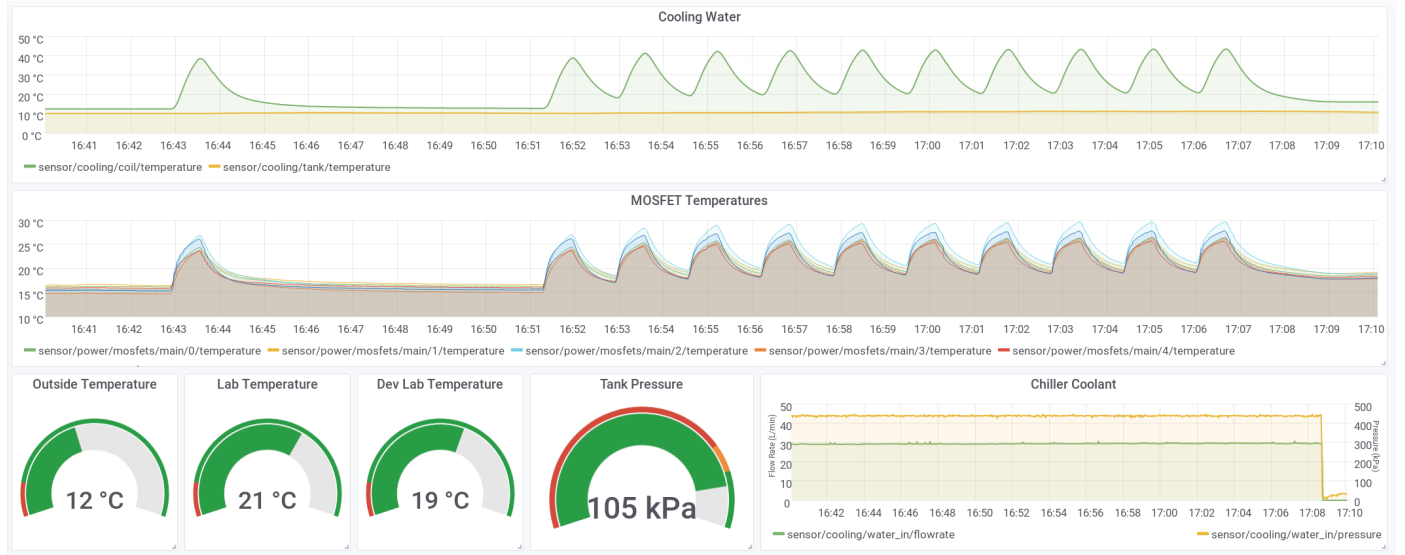 Cooling Water
50 °C
40 °C
30 °C
20 °C
10 °C
0 °C
16:41 16:42 16:43 16:44 16:45 16:46 16:47 16:48 16:49 16:50 16:51 16:52 16:53 16:54 16:55 16:56 16:57 16:58 16:59 17:00 17:01 17:02 17:03 17:04 17:05 17:06 17:07 17:08 17:09 17:10
sensor/cooling/coil/temperature sensor/cooling/tank/temperature
MOSFET Temperatures
30 °C
25 °C
20 °C
15 °C
10 °C
16:41 16:42 16:43 16:44 16:45 16:46 16:47 16:48 16:49 16:50 16:51 16:52 16:53 16:54 16:55 16:56 16:57 16:58 16:59 17:00 17:01 17:02 17:03 17:04 17:05 17:06 17:07 17:08 17:09 17:10
sensor/power/mosfets/main/0/temperature sensor/power/mosfets/main/1/temperature sensor/power/mosfets/main/2/temperature sensor/power/mosfets/main/3/temperature sensor/power/mosfets/main/4/temperature
Outside Temperature
12 °C
Lab Temperature
21 °C
Dev Lab Temperature
19 °C
Tank Pressure
105 kPa
Chiller Coolant
Flow Rate (L/min)
50
40
30
20
10
0
500
400
300
200
100
0
Pressure (kPa)
16:42 16:44 16:46 16:48 16:50 16:52 16:54 16:56 16:58 17:00 17:02 17:04 17:06 17:08 17:10
sensor/cooling/water_in/flowrate sensor/cooling/water_in/pressure